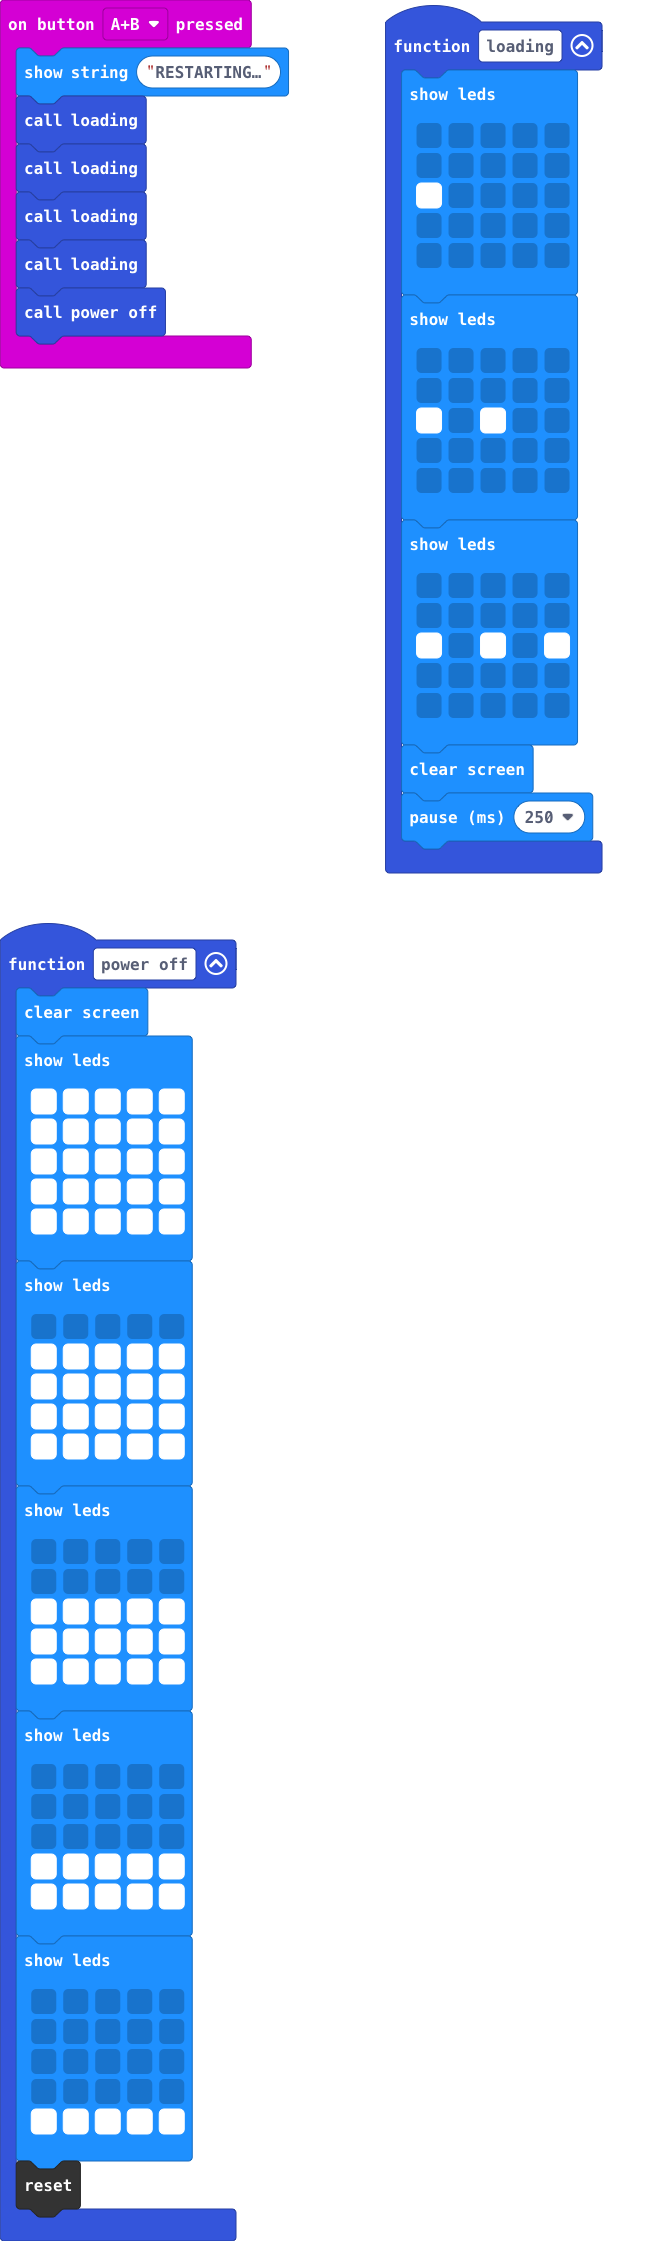 on button A+B pressed
show string "RESTARTING…"
call loading
call loading
call loading
call loading
call power off
function loading
show leds
show leds
show leds
clear screen
pause (ms) 250
function power off
clear screen
show leds
show leds
show leds
show leds
show leds
reset